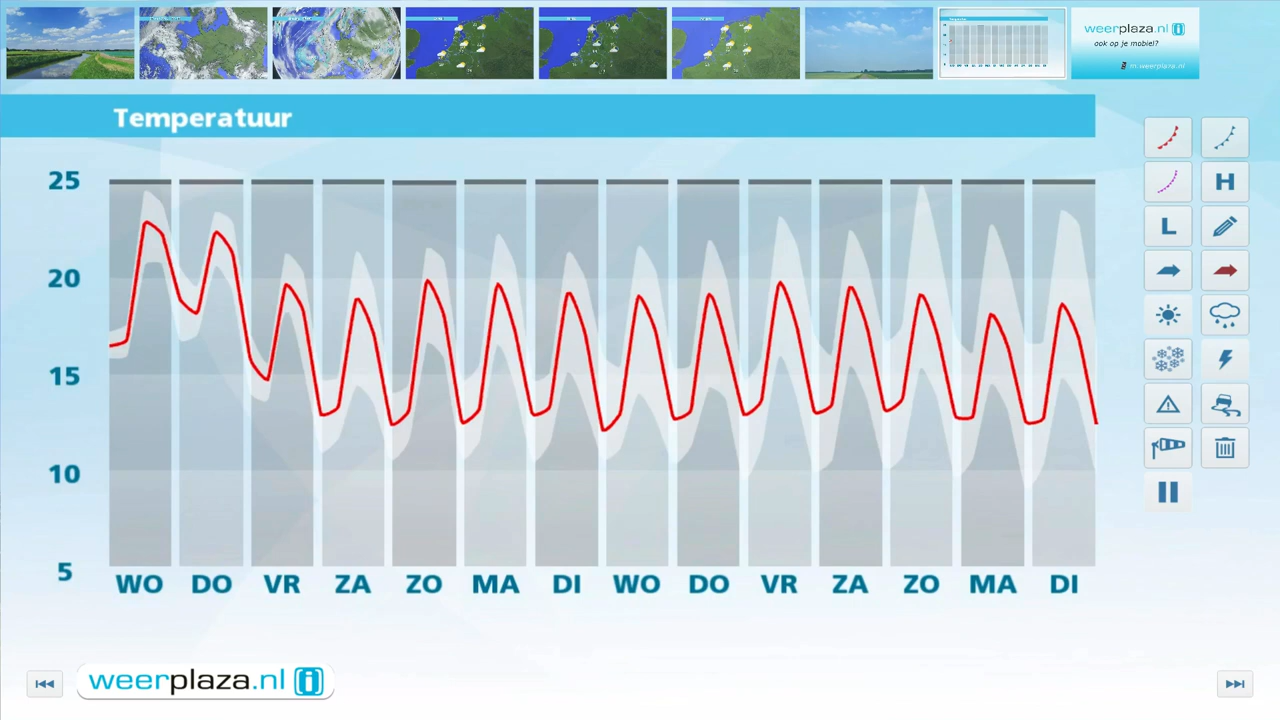 weerplaza.nl
ook op je mobiel?
m.weerplaza.nl
Temperatuur
25
20
15
10
5
WO DO VR ZA ZO MA DI WO DO VR ZA ZO MA DI
H
L
weerplaza.nl